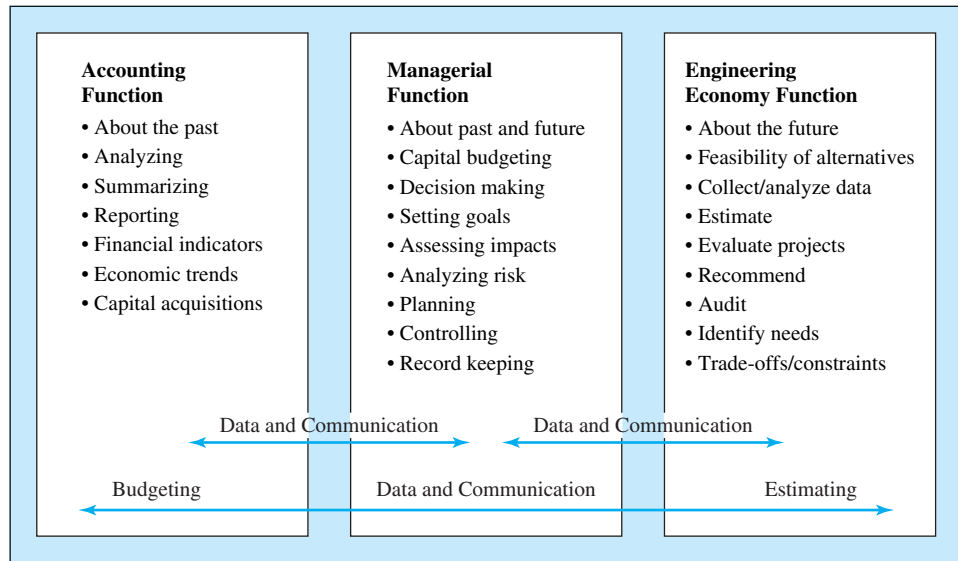 Accounting
Function
• About the past
• Analyzing
• Summarizing
• Reporting
• Financial indicators
• Economic trends
• Capital acquisitions
Managerial
Function
• About past and future
• Capital budgeting
• Decision making
• Setting goals
• Assessing impacts
• Analyzing risk
• Planning
• Controlling
• Record keeping
Engineering
Economy Function
• About the future
• Feasibility of alternatives
• Collect/analyze data
• Estimate
• Evaluate projects
• Recommend
• Audit
• Identify needs
• Trade-offs/constraints
Data and Communication
Data and Communication
Budgeting
Data and Communication
Estimating